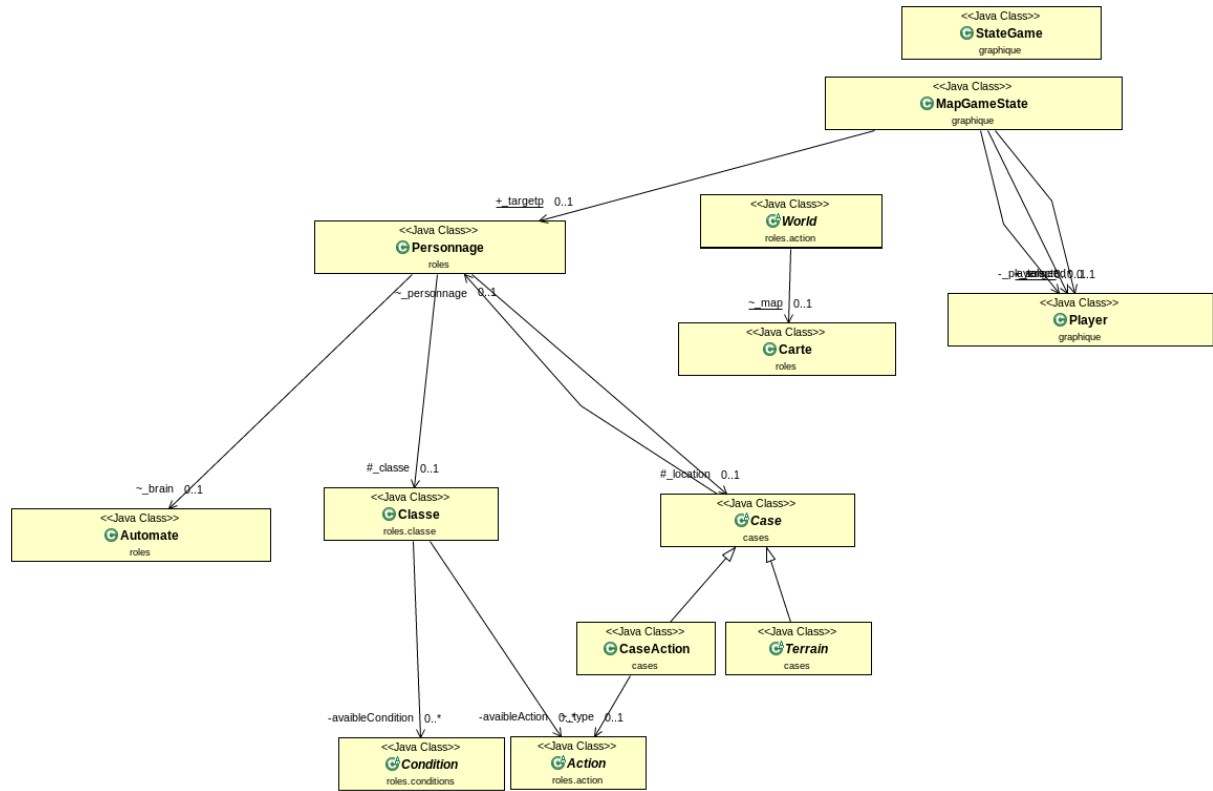 <<Java Class>>
StateGame
graphique
<<Java Class>>
MapGameState
graphique
+_targetp 0..1
<<Java Class>>
World
roles.action
<<Java Class>>
Personnage
roles
~_personnage 0..1
~_map 0..1
0..1
<<Java Class>>
Player
graphique
<<Java Class>>
Carte
roles
~_brain 0..1
#_classe 0..1
#_location 0..1
<<Java Class>>
Automate
roles
<<Java Class>>
Classe
roles.classe
<<Java Class>>
Case
cases
<<Java Class>>
CaseAction
cases
<<Java Class>>
Terrain
cases
-avaibleCondition 0..*
-avaibleAction 0..*
~_type 0..1
<<Java Class>>
Condition
roles.conditions
<<Java Class>>
Action
roles.action